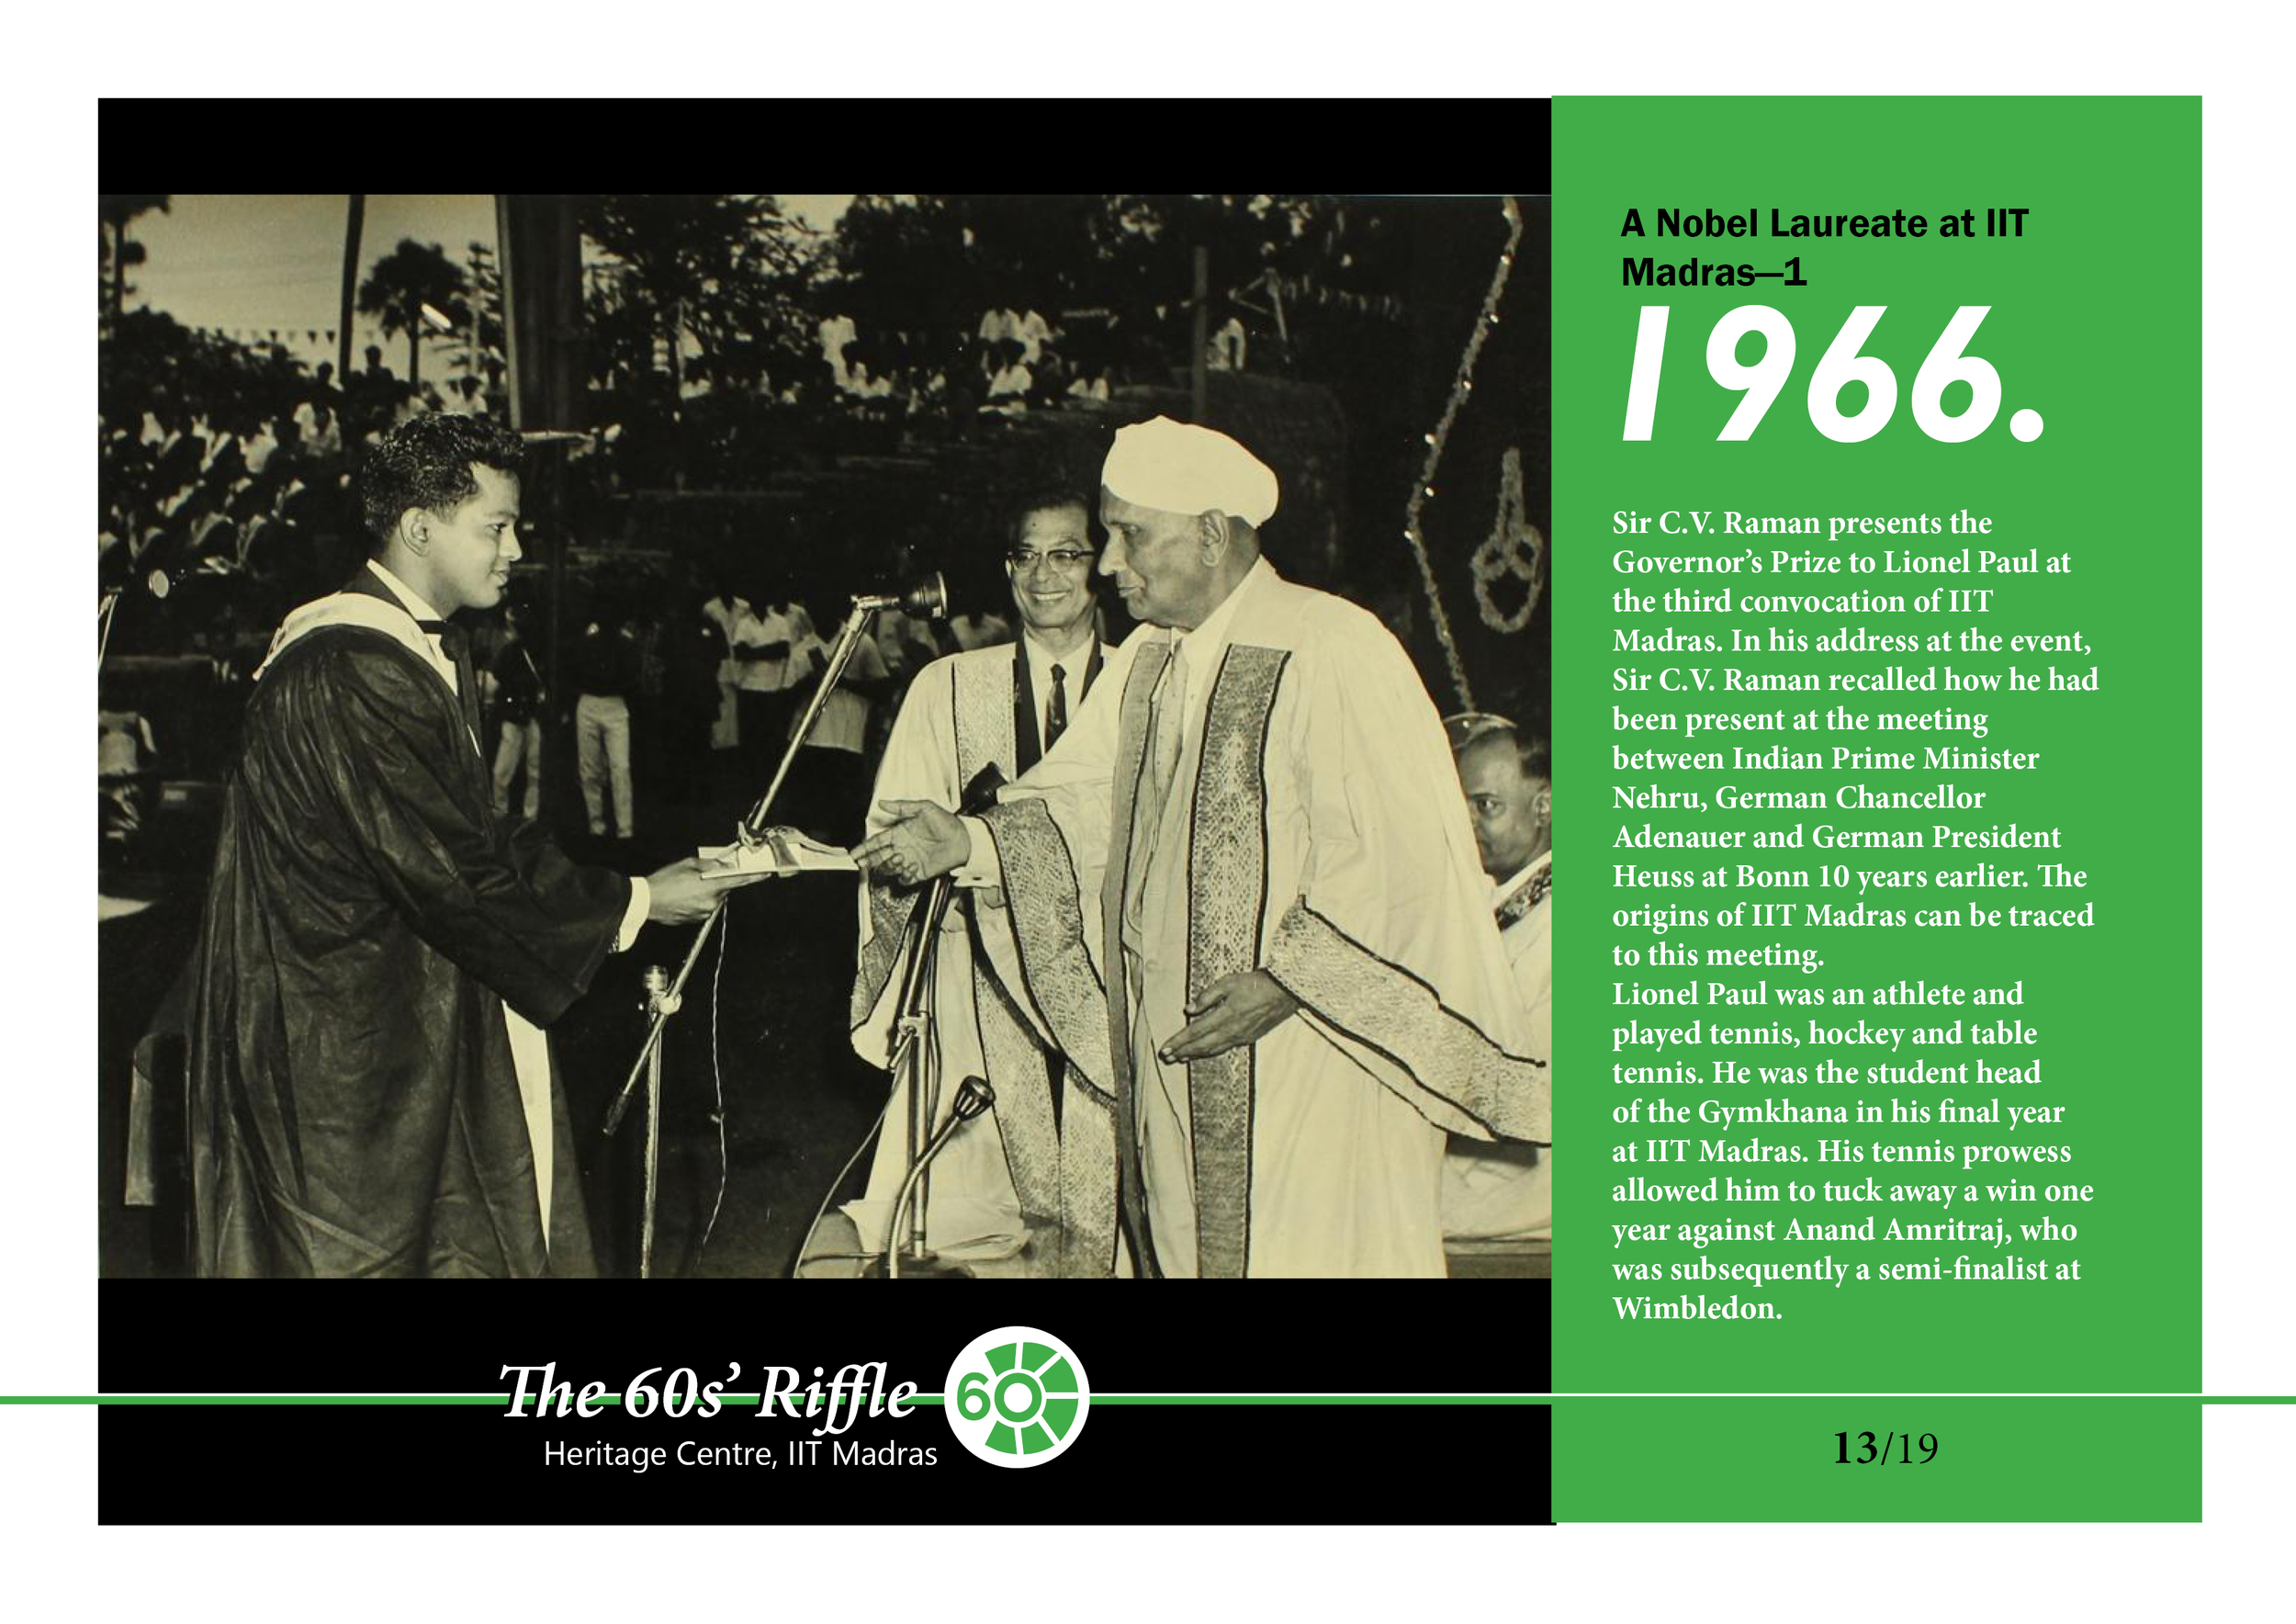 A Nobel Laureate at IIT
Madras—1
1966.
Sir C.V. Raman presents the
Governor’s Prize to Lionel Paul at
the third convocation of IIT
Madras. In his address at the event,
Sir C.V. Raman recalled how he had
been present at the meeting
between Indian Prime Minister
Nehru, German Chancellor
Adenauer and German President
Heuss at Bonn 10 years earlier. The
origins of IIT Madras can be traced
to this meeting.
Lionel Paul was an athlete and
played tennis, hockey and table
tennis. He was the student head
of the Gymkhana in his final year
at IIT Madras. His tennis prowess
allowed him to tuck away a win one
year against Anand Amritraj, who
was subsequently a semi-finalist at
Wimbledon.
The 60s’ Riffle
60
Heritage Centre, IIT Madras
13/19